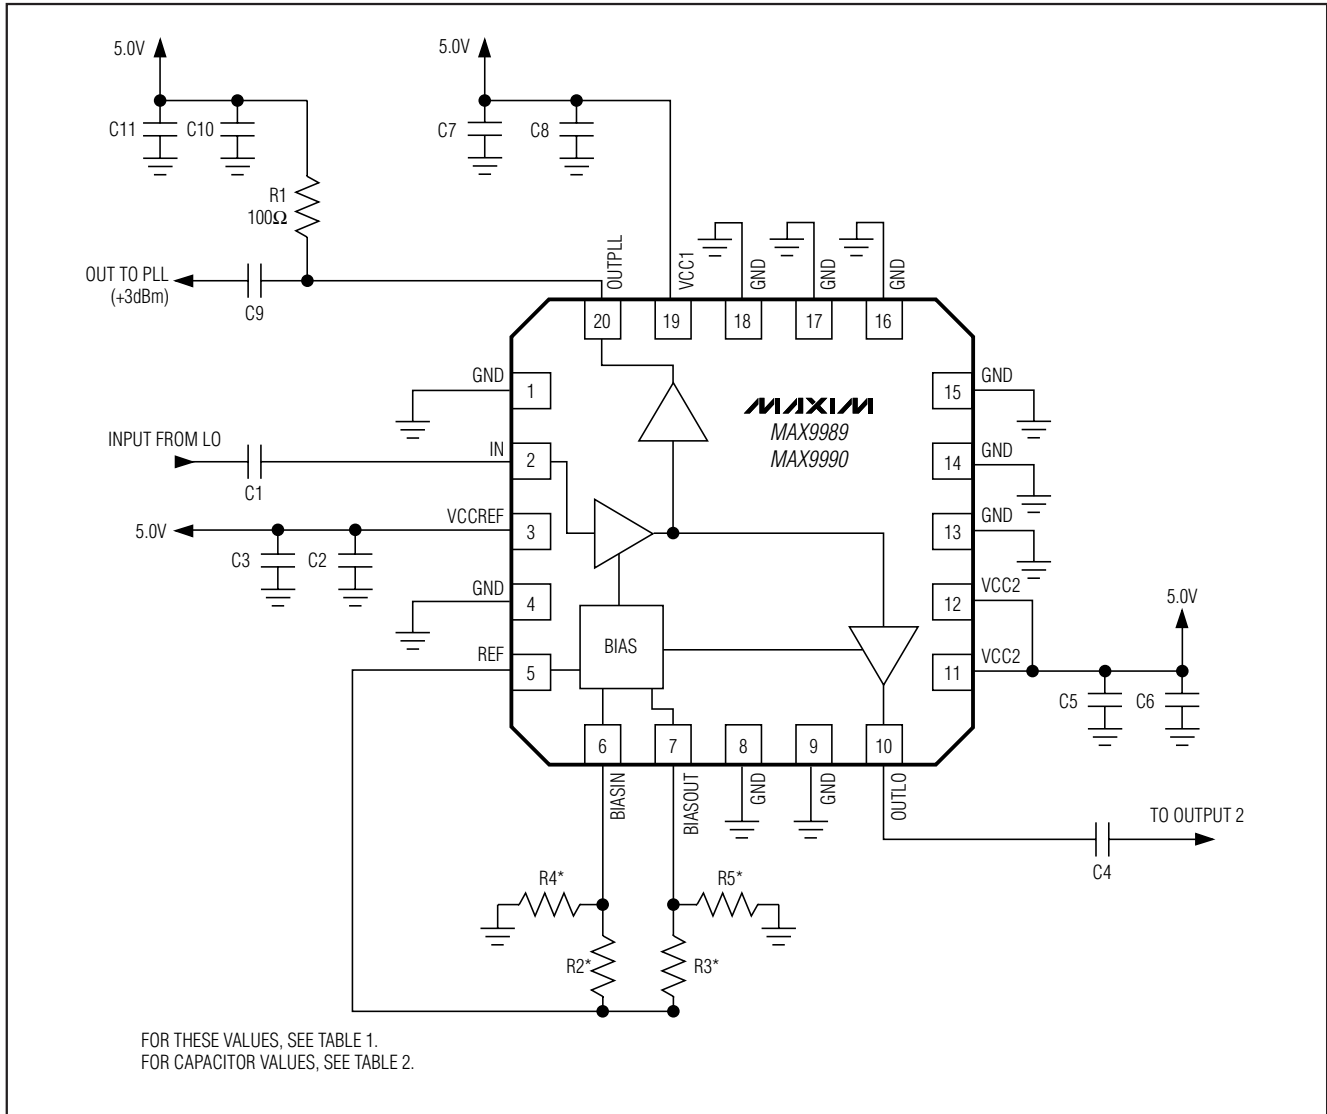 5.0V
5.0V
C11
C10
C7
C8
R1
100Ω
OUT TO PLL
(+3dBm)
C9
OUTPLL
VCC1
GND
GND
GND
20
19
18
17
16
GND
1
15
GND
MAXIM
MAX9989
MAX9990
INPUT FROM LO
C1
IN
2
14
GND
5.0V
C3
C2
VCCREF
3
13
GND
GND
4
12
VCC2
5.0V
REF
5
BIAS
11
VCC2
C5
C6
6
7
8
9
10
BIASIN
BIASOUT
GND
GND
OUTLO
TO OUTPUT 2
C4
R4*
R5*
R2*
R3*
FOR THESE VALUES, SEE TABLE 1.
FOR CAPACITOR VALUES, SEE TABLE 2.